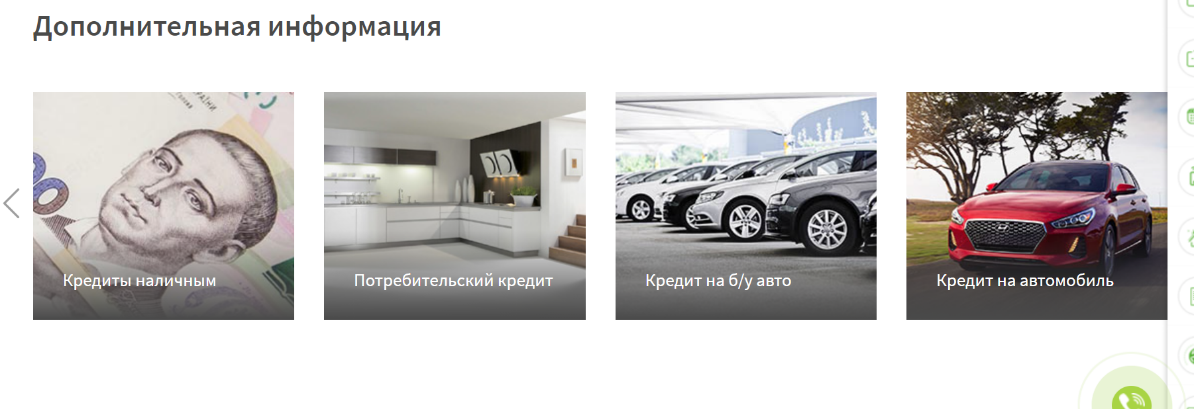 Дополнительная информация
Кредиты наличным
Потребительский кредит
Кредит на б/у авто
Кредит на автомобиль